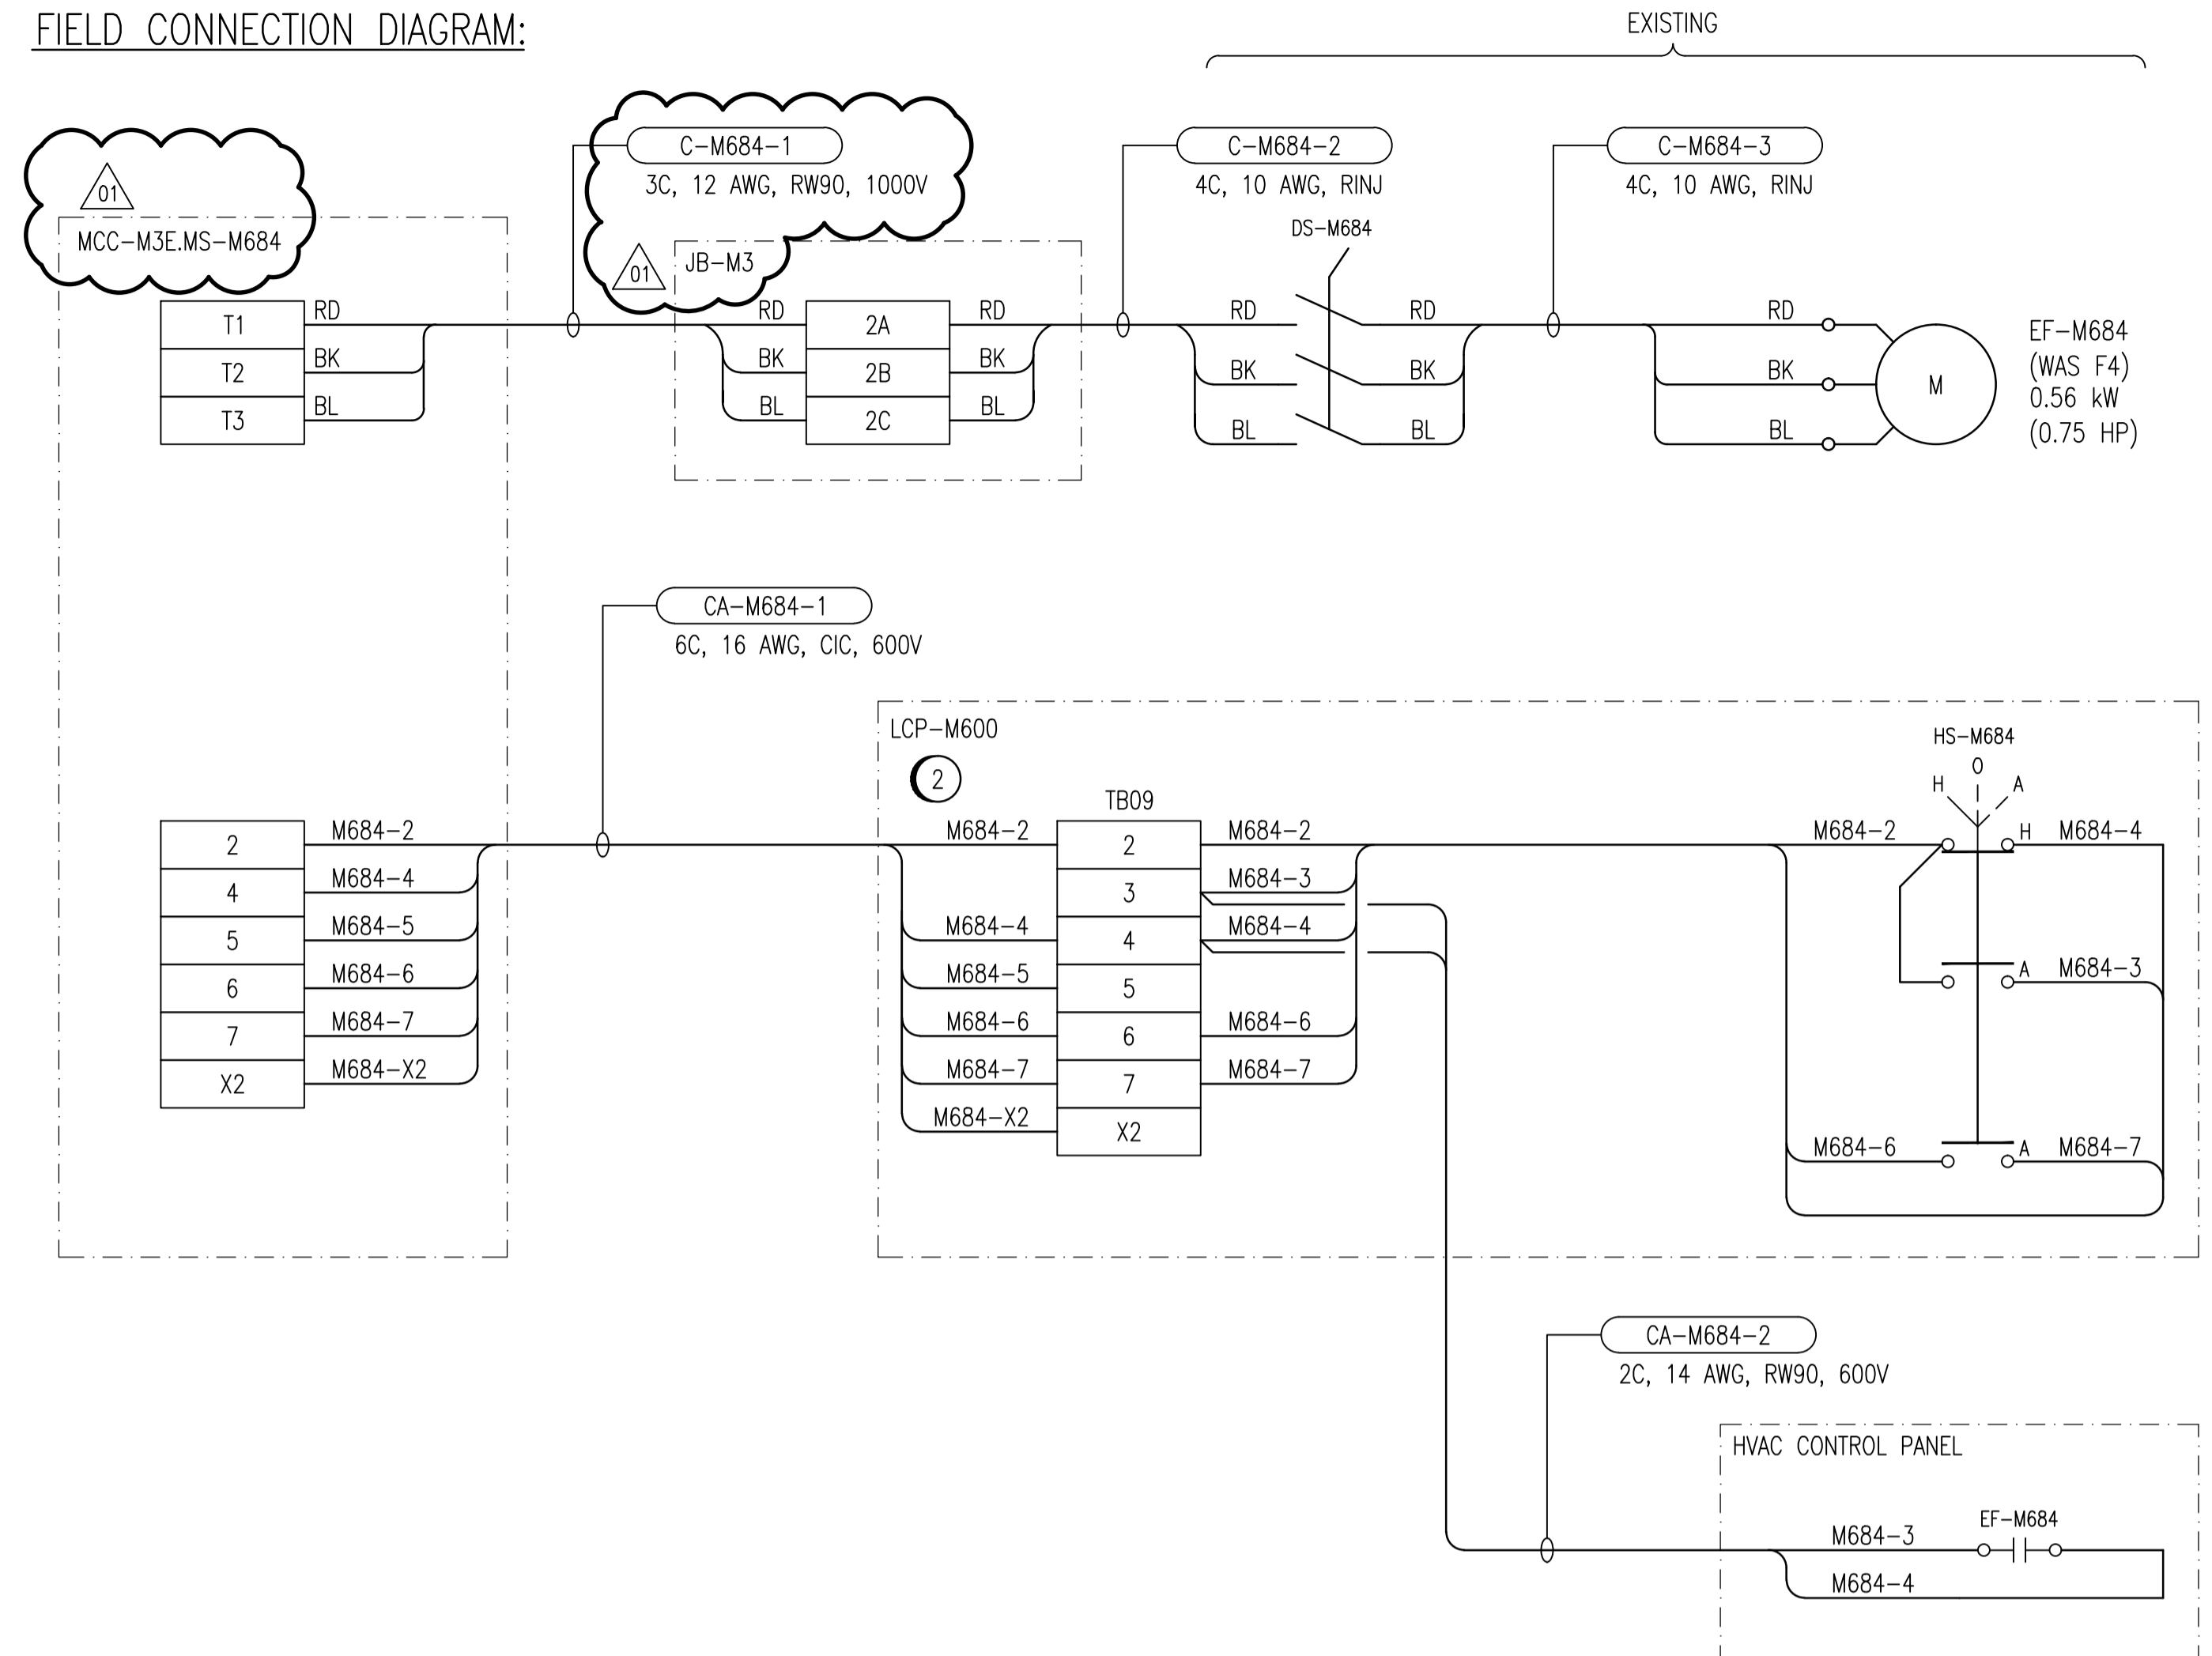 FIELD CONNECTION DIAGRAM:
EXISTING
C-M684-1
3C, 12 AWG, RW90, 1000V
C-M684-2
4C, 10 AWG, RINJ
C-M684-3
4C, 10 AWG, RINJ
01
MCC-M3E.MS-M684
01
JB-M3
DS-M684
T1
RD
RD
2A
RD
RD
RD
RD
T2
BK
BK
2B
BK
BK
BK
BK
T3
BL
BL
2C
BL
BL
BL
BL
M
EF-M684
(WAS F4)
0.56 kW
(0.75 HP)
CA-M684-1
6C, 16 AWG, CIC, 600V
LCP-M600
2
TB09
HS-M684
H
O
A
2
M684-2
4
M684-4
5
M684-5
6
M684-6
7
M684-7
X2
M684-X2
M684-2
2
M684-2
3
M684-3
M684-4
4
M684-4
M684-5
5
M684-6
6
M684-6
M684-7
7
M684-7
M684-X2
X2
M684-2
H
M684-4
A
M684-3
M684-6
A
M684-7
CA-M684-2
2C, 14 AWG, RW90, 600V
HVAC CONTROL PANEL
EF-M684
M684-3
M684-4